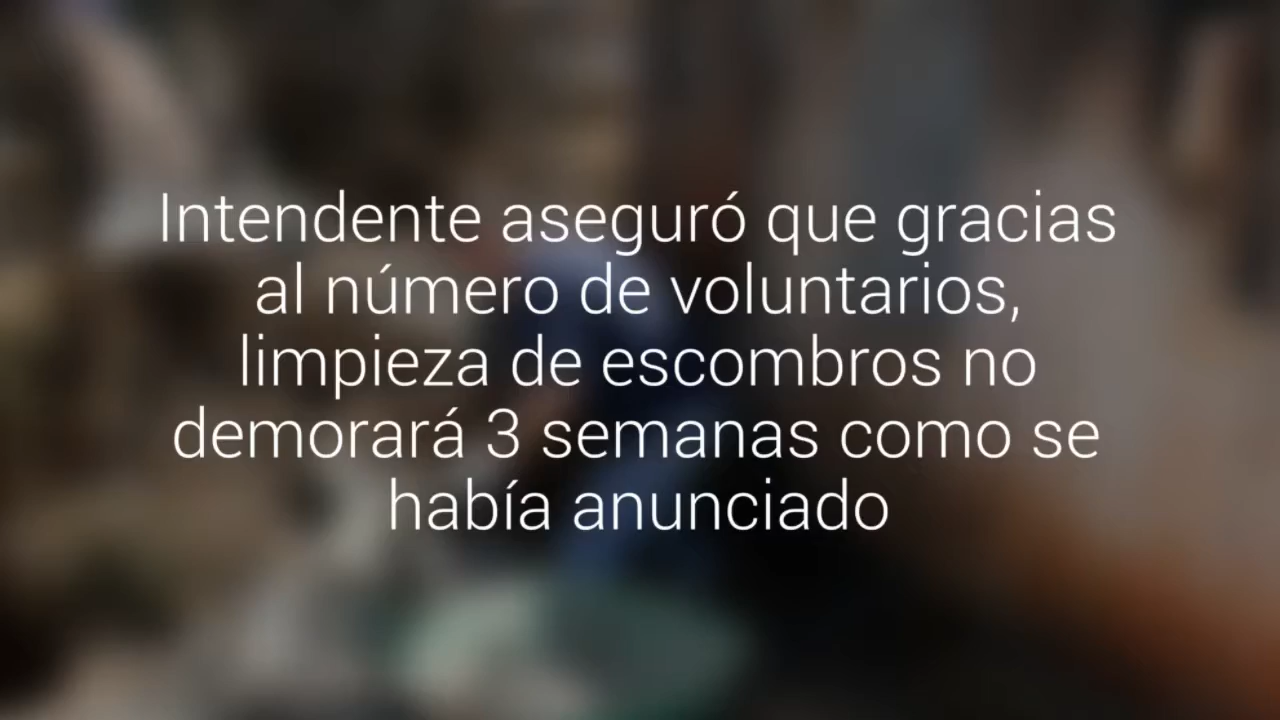 Intendente aseguró que gracias
al número de voluntarios,
limpieza de escombros no
demorará 3 semanas como se
había anunciado